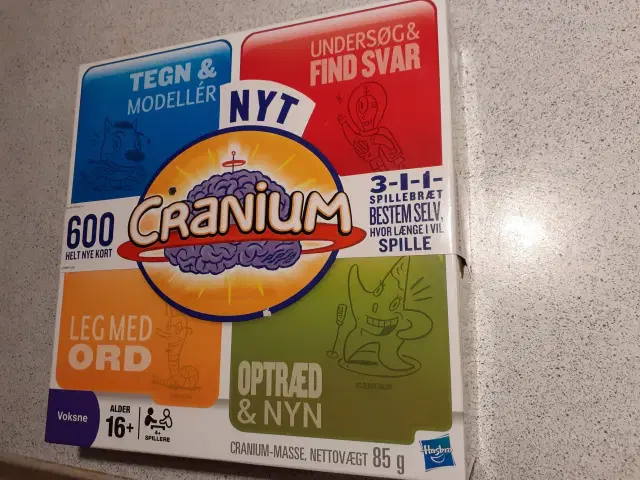 TEGN &
MODELLÉR
UNDERSØG &
FIND SVAR
NYT
CRANIUM
600
HELT NYE KORT
3-I-1-
SPILLEBRÆT
BESTEM SELV,
HVOR LÆNGE I VIL
SPILLE
LEG MED
ORD
OPTRÆD
& NYN
Voksne
ALDER
16+
4+
SPILLERE
CRANIUM-MASSE, NETTOVÆGT 85 g
Hasbro